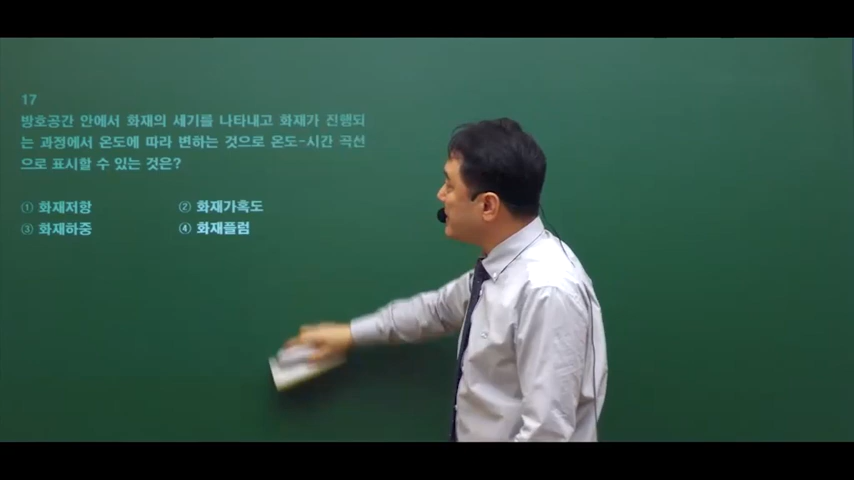 17
방호공간 안에서 화재의 세기를 나타내고 화재가 진행되
는 과정에서 온도에 따라 변하는 것으로 온도-시간 곡선
으로 표시할 수 있는 것은?
① 화재저항 ② 화재가혹도
③ 화재하중 ④ 화재플럼